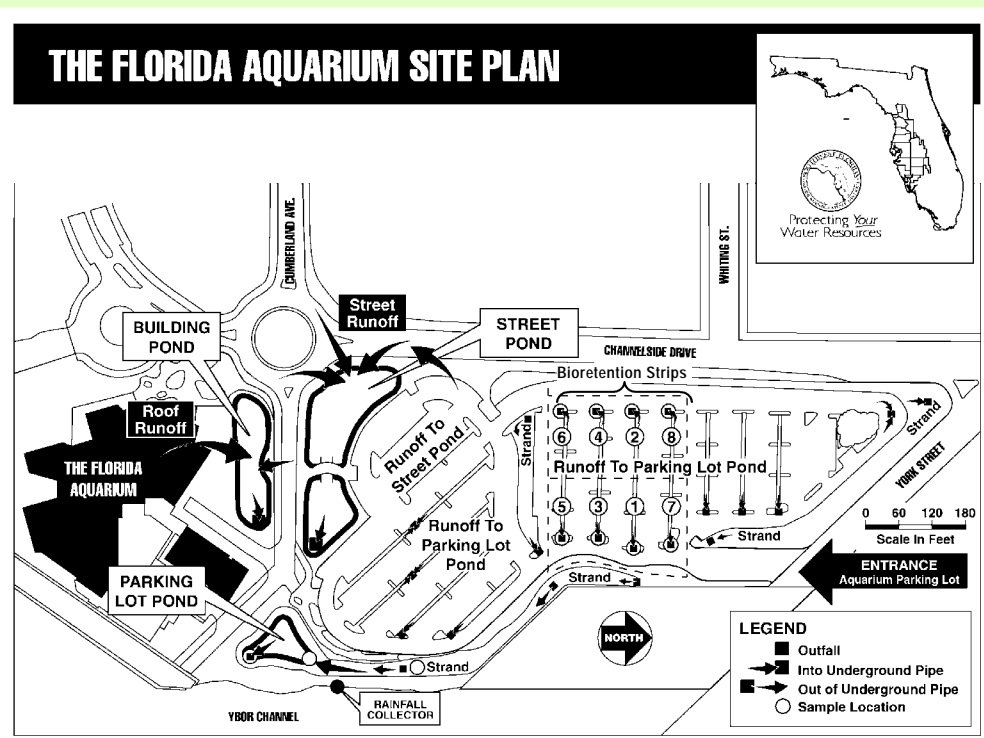 THE FLORIDA AQUARIUM SITE PLAN
Protecting Your
Water Resources
CUMBERLAND AVE.
WHITING ST.
Street
Runoff
BUILDING
POND
STREET
POND
CHANNELSIDE DRIVE
Bioretention Strips
Roof
Runoff
Strand
Runoff To
Street Pond
Strand
6
4
2
8
THE FLORIDA
AQUARIUM
Runoff To Parking Lot Pond
YORK STREET
5
3
1
7
0 60 120 180
Scale In Feet
Runoff To
Parking Lot
Pond
Strand
ENTRANCE
Aquarium Parking Lot
PARKING
LOT POND
Strand
NORTH
LEGEND
Outfall
Into Underground Pipe
Out of Underground Pipe
Sample Location
Strand
RAINFALL
COLLECTOR
YBOR CHANNEL